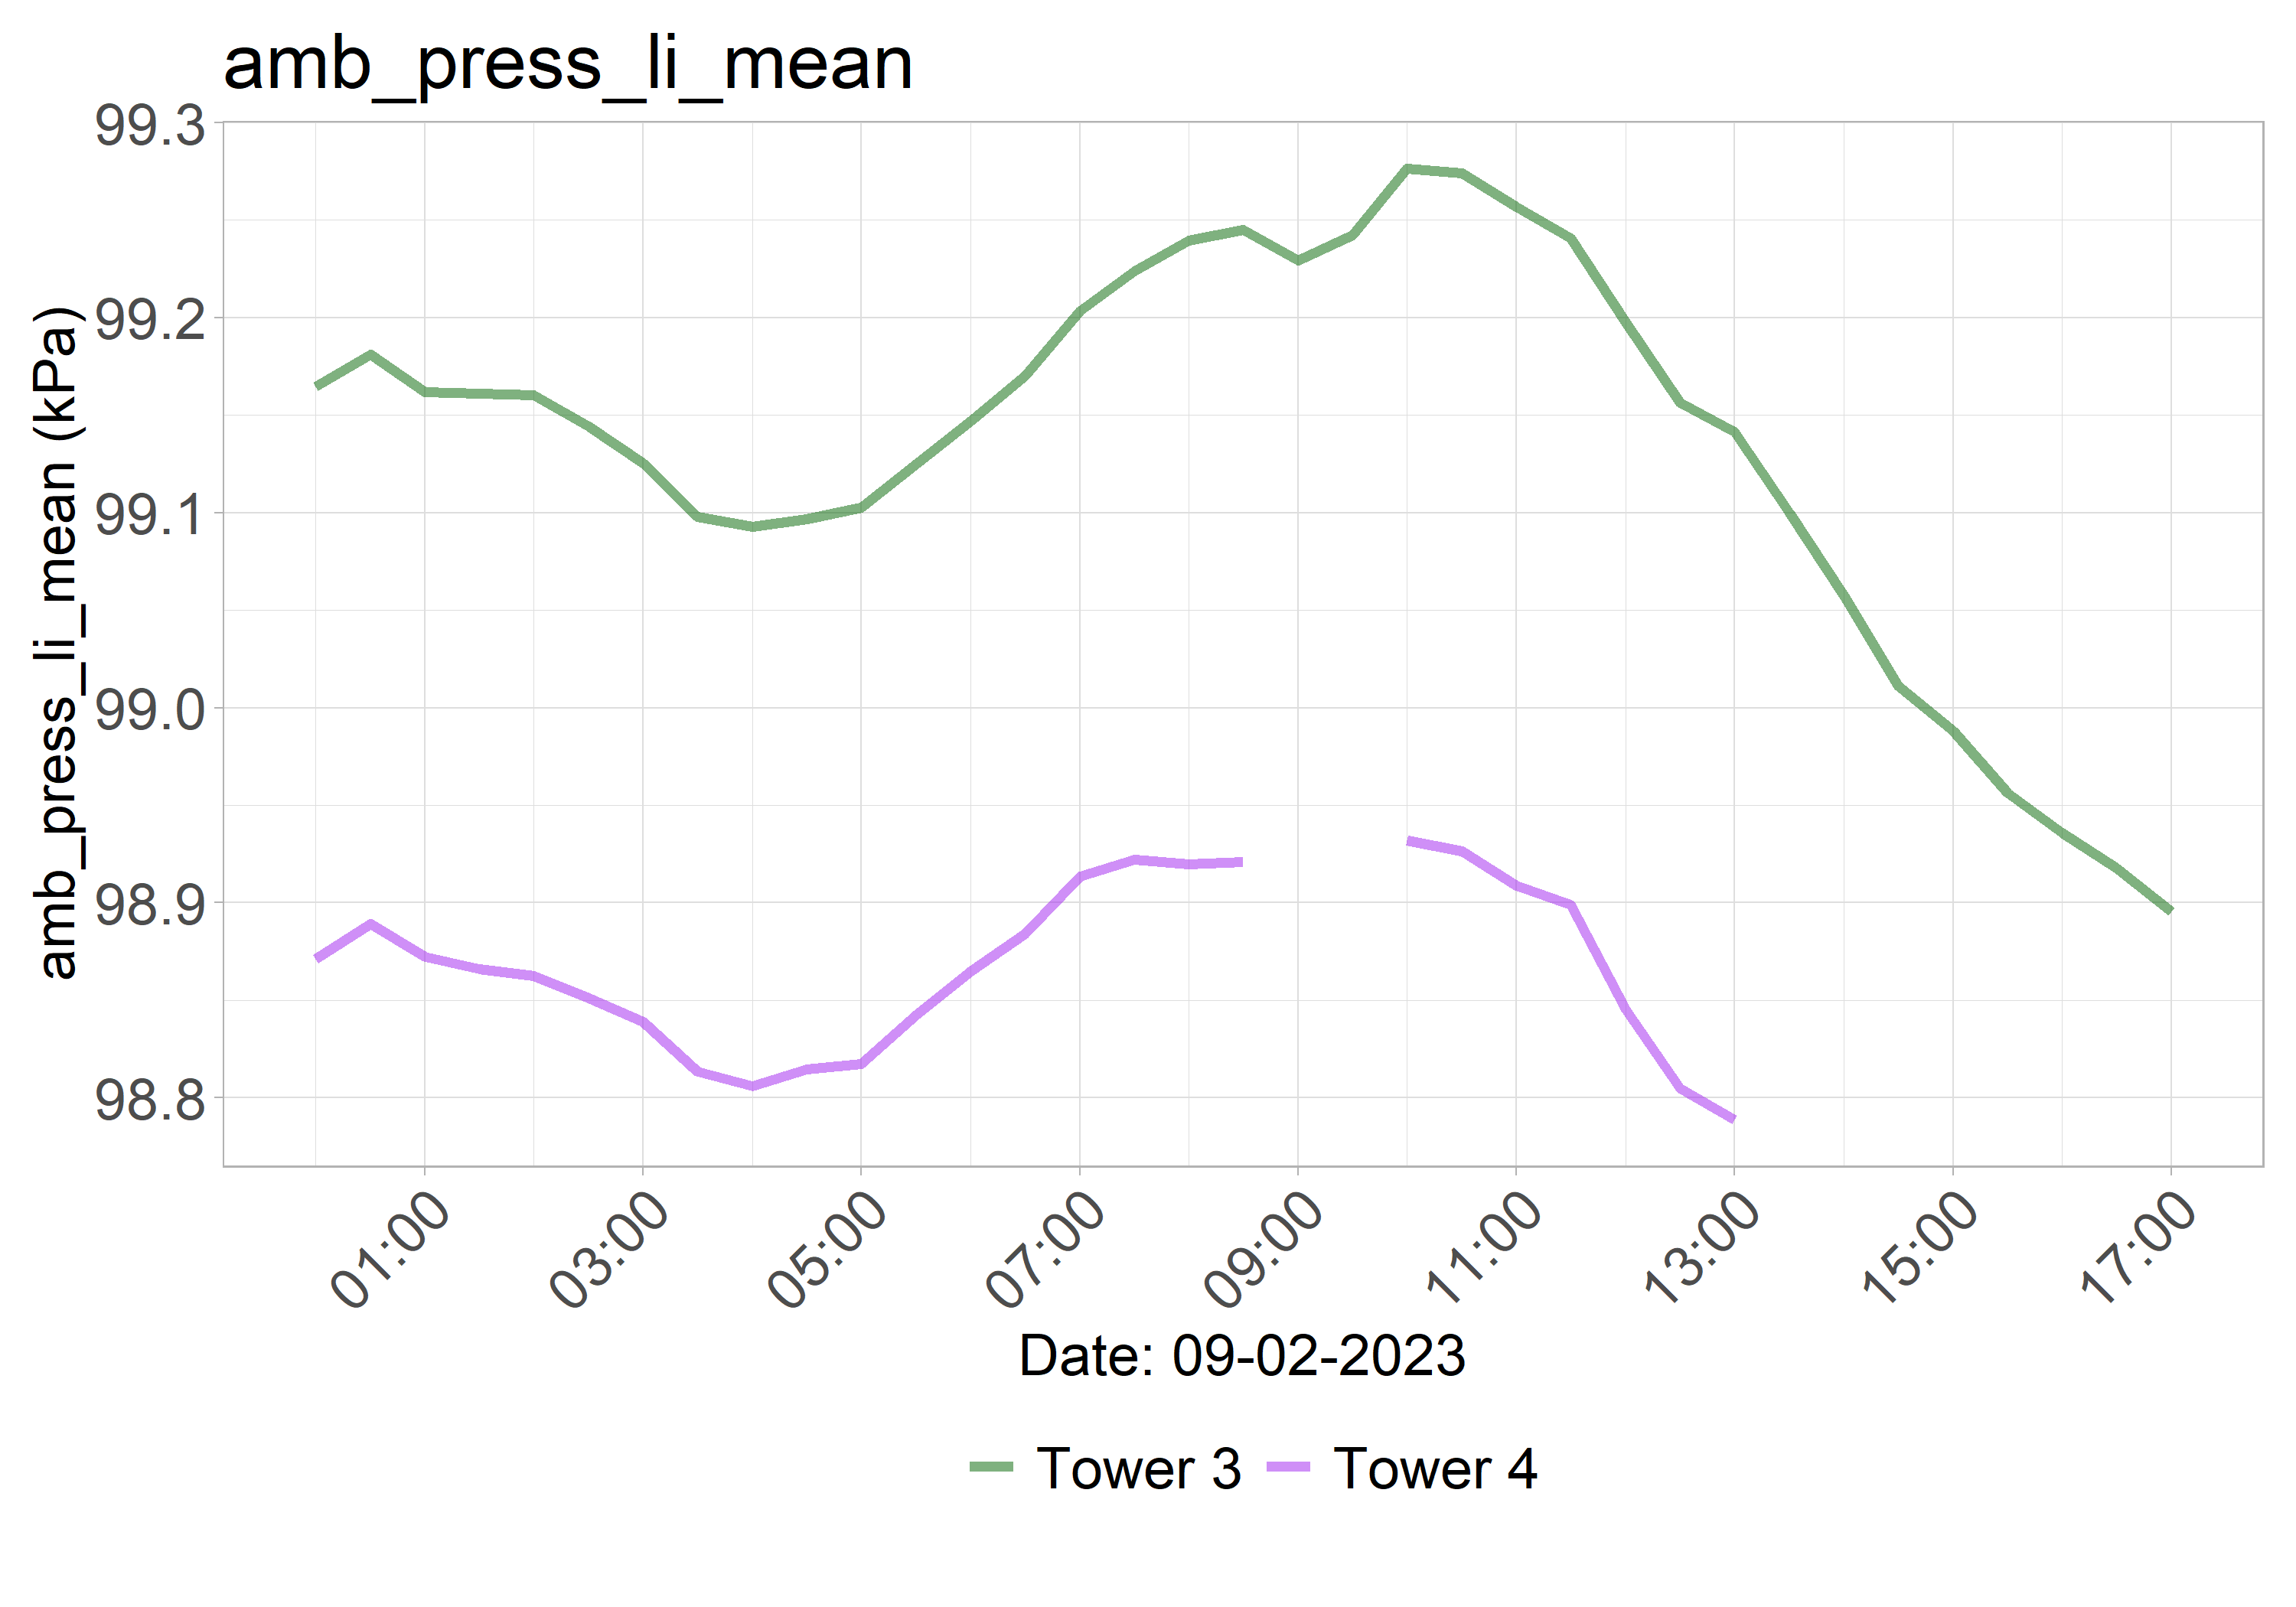 amb_press_li_mean
amb_press_li_mean (kPa)
99.3
99.2
99.1
99.0
98.9
98.8
01:00 03:00 05:00 07:00 09:00 11:00 13:00 15:00 17:00
Date: 09-02-2023
Tower 3 Tower 4